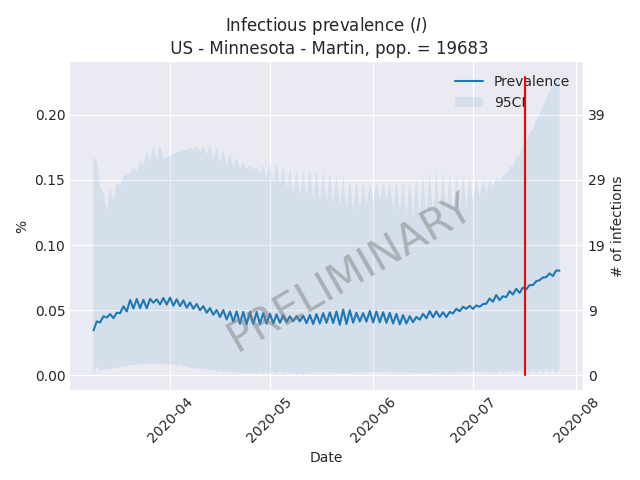 Infectious prevalence (I)
US - Minnesota - Martin, pop. = 19683
Prevalence
95CI
0.20
0.15
0.10
0.05
0.00
%
39
29
19
9
0
# of infections
PRELIMINARY
2020-04
2020-05
2020-06
2020-07
2020-08
Date